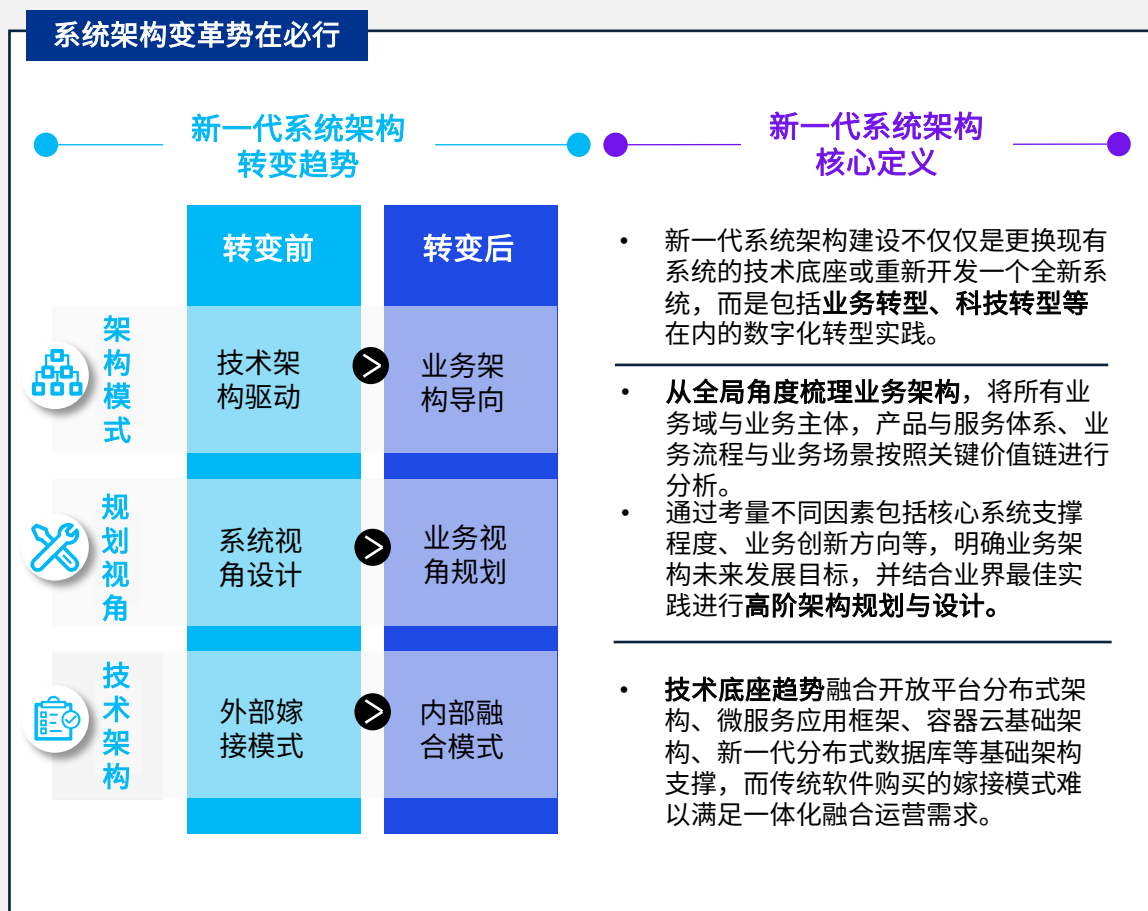 系统架构变革势在必行
新一代系统架构
转变趋势
转变前
转变后
架
构
模
式
技术架
构驱动
业务架
构导向
规
划
视
角
系统视
角设计
业务视
角规划
技
术
架
构
外部嫁
接模式
内部融
合模式
新一代系统架构
核心定义
• 新一代系统架构建设不仅仅是更换现有
系统的技术底座或重新开发一个全新系
统，而是包括业务转型、科技转型等
在内的数字化转型实践。
• 从全局角度梳理业务架构，将所有业
务域与业务主体，产品与服务体系、业
务流程与业务场景按照关键价值链进行
分析。
• 通过考量不同因素包括核心系统支撑
程度、业务创新方向等，明确业务架
构未来发展目标，并结合业界最佳实
践进行高阶架构规划与设计。
• 技术底座趋势融合开放平台分布式架
构、微服务应用框架、容器云基础架
构、新一代分布式数据库等基础架构
支撑，而传统软件购买的嫁接模式难
以满足一体化融合运营需求。